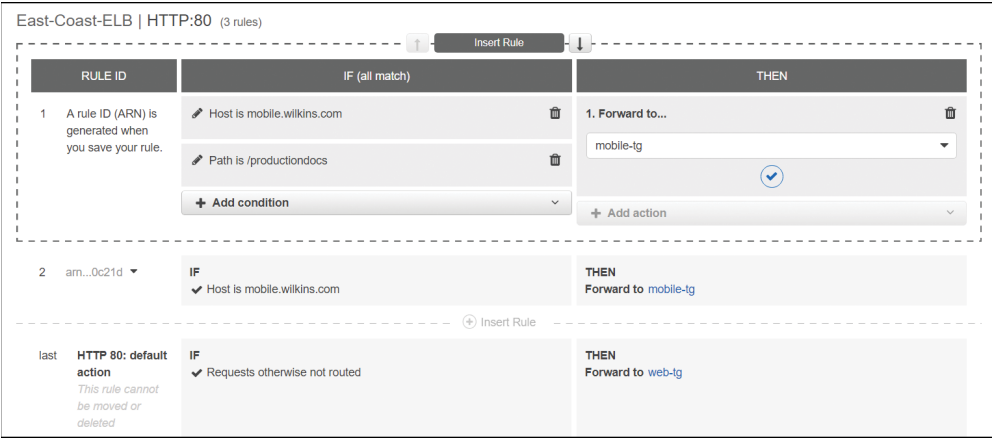 East-Coast-ELB | HTTP:80 (3 rules)
Insert Rule
RULE ID IF (all match) THEN
1 A rule ID (ARN) is generated when you save your rule.
Host is mobile.wilkins.com
Path is /productiondocs
Add condition
1. Forward to...
mobile-tg
Add action
2 arn...0c21d
IF
Host is mobile.wilkins.com
THEN
Forward to mobile-tg
Insert Rule
last HTTP 80: default
action
This rule cannot
be moved or
deleted
IF
Requests otherwise not routed
THEN
Forward to web-tg